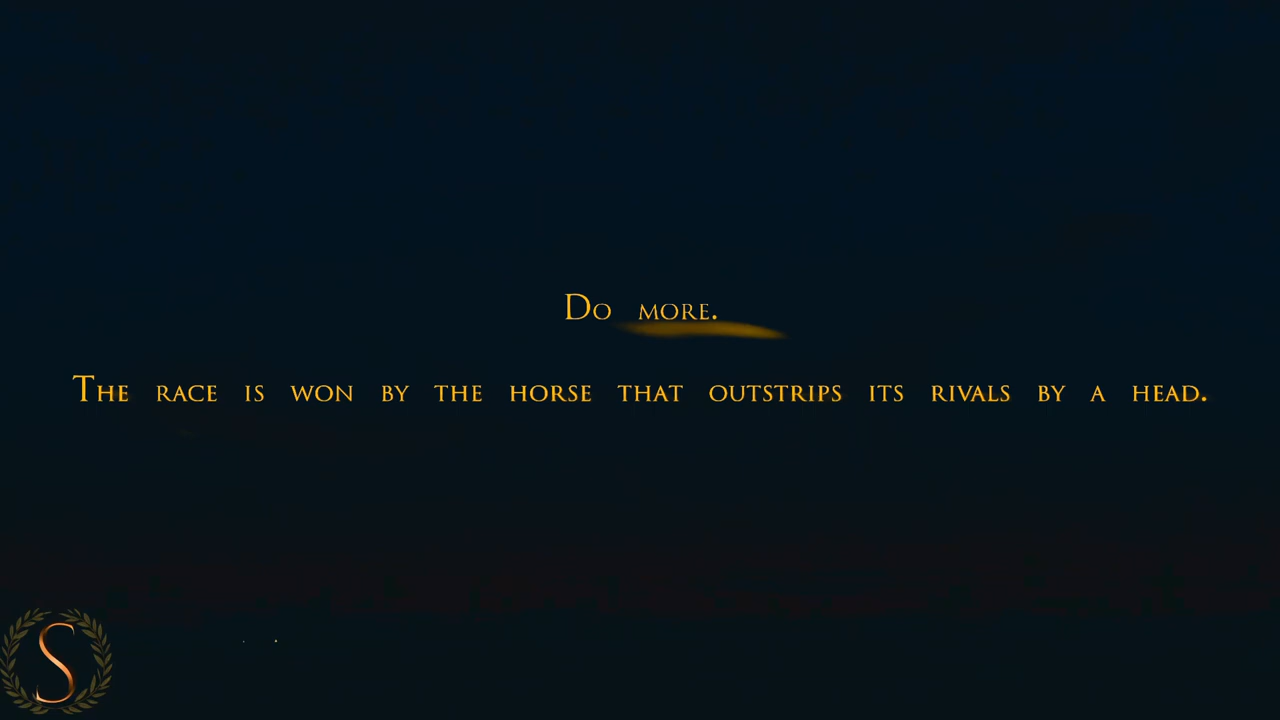 Do more.
The race is won by the horse that outstrips its rivals by a head.
S